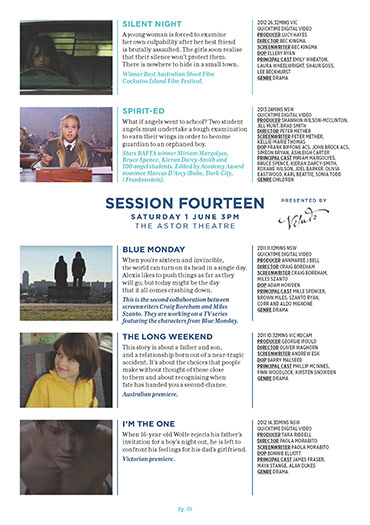 SILENT NIGHT
A young woman is forced to examine
her own culpability after her best friend
is brutally assaulted. The girls soon realise
that their silence won't protect them.
There is nowhere to hide in a small town.
Winner Best Australian Short Film
Cockatoo Island Film Festival.
2012 26.32MINS VIC
QUICKTIME DIGITAL VIDEO
PRODUCER LUCY HAYES
DIRECTOR BEC KINGMA
SCREENWRITER BEC KINGMA
DOP ELLERY RYAN
PRINCIPAL CAST EMILY WHEATON,
LAURA WHEELWRIGHT, SHAUN GOSS,
LEE BECKHURST
GENRE DRAMA
SPIRIT-ED
What if angels went to school? Two student
angels must undertake a tough examination
to earn their wings in order to become
guardian to an orphaned boy.
Stars BAFTA winner Miriam Margolyes,
Bruce Spence, Kieran Darcy-Smith and
100 angel students. Edited by Academy Award
nominee Marcus D'Arcy (Babe, Dark City,
I Frankenstein).
2013 24MINS NSW
QUICKTIME DIGITAL VIDEO
PRODUCER SHANNON WILSON-MCCLINTON,
JILL HUNT, BRAD SMITH
DIRECTOR PETER METHER
SCREENWRITER PETER METHER,
KELLIE-MARIE THOMAS
DOP FRANK BIFFONE ACS, JOHN BROCK ACS,
SIMEON BRYAN, ASHLEIGH CARTER
PRINCIPAL CAST MIRIAM MARGOLYES,
BRUCE SPENCE, KIERAN DARCY-SMITH,
ROXANE WILSON, JOEL BARKER, OLIVIA
EASTWOOD, KARL BEATTIE, SONIA TODD
GENRE CHILDREN
SESSION FOURTEEN
SATURDAY 1 JUNE 3PM
THE ASTOR THEATRE
PRESENTED BY
BLUE MONDAY
When you're sixteen and invincible,
the world can turn on its head in a single day.
Alexis likes to push things as far as they
will go, but today might be the day
that it all comes crashing down.
This is the second collaboration between
screenwriters Craig Boreham and Miles
Szanto. They are working on a TV series
featuring the characters from Blue Monday.
2011 11.12MINS NSW
QUICKTIME DIGITAL VIDEO
PRODUCER ANNMAREE J BELL
DIRECTOR CRAIG BOREHAM
SCREENWRITER CRAIG BOREHAM,
MILES SZANTO
DOP ADAM HOWDEN
PRINCIPAL CAST MILLE SPENCER,
BROWN MILES, SZANTO RYAN,
CORR AND ALDO MIGNONE
GENRE DRAMA
THE LONG WEEKEND
This story is about a father and son,
and a relationship born out of a near-tragic
accident. It's about the choices that people
make without thought of those close
to them and about recognising when
fate has handed you a second chance.
Australian premiere.
2011 10.32MINS VIC HDCAM
PRODUCER GEORGIE IFOULD
DIRECTOR OLIVER WAGHORN
SCREENWRITER ANDREW ESK
DOP BARRY MALSEED
PRINCIPAL CAST PHILLIP MCINNES,
FINN WOODLOCK, KIRSTEN SNOWDEN
GENRE DRAMA
I'M THE ONE
When 16-year-old Wolfe rejects his father's
invitation for a boy's night out, he is left to
confront his feelings for his dad's girlfriend.
Victorian premiere.
2012 14.30MINS NSW
QUICKTIME DIGITAL VIDEO
PRODUCER TARA RIDDELL
DIRECTOR PAOLA MORABITO
SCREENWRITER PAOLA MORABITO
DOP BONNIE ELLIOTT
PRINCIPAL CAST JAMES FRASER,
MAYA STANGE, ALAN DUKES
GENRE DRAMA